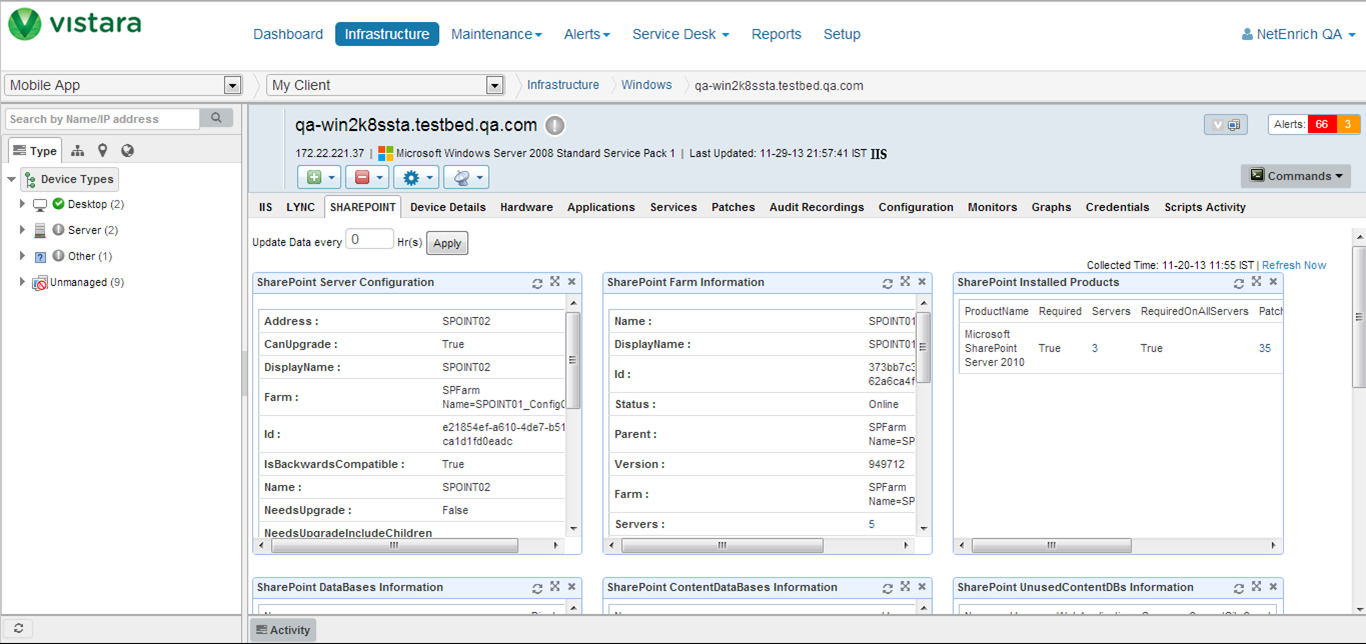 vistara
Dashboard Infrastructure Maintenance Alerts Service Desk Reports Setup NetEnrich QA
Mobile App My Client Infrastructure Windows qa-win2k8ssta.testbed.qa.com
Search by Name/IP address
Type
Device Types
Desktop (2)
Server (2)
Other (1)
Unmanaged (9)
qa-win2k8ssta.testbed.qa.com
Alerts: 66 3
172.22.221.37 | Microsoft Windows Server 2008 Standard Service Pack 1 | Last Updated: 11-29-13 21:57:41 IST IIS
Commands
IIS LYNC SHAREPOINT Device Details Hardware Applications Services Patches Audit Recordings Configuration Monitors Graphs Credentials Scripts Activity
Update Data every 0 Hr(s) Apply
Collected Time: 11-20-13 11:55 IST | Refresh Now
SharePoint Server Configuration
Address : SPOINT02
CanUpgrade : True
DisplayName : SPOINT02
Farm : SPFarm
Name=SPOINT01_Config
Id : e21854ef-a610-4de7-b51
ca1d1fd0eadc
IsBackwardsCompatible : True
Name : SPOINT02
NeedsUpgrade : False
NeedsUpgradeIncludeChildren
SharePoint Farm Information
Name : SPOINT01
DisplayName : SPOINT01
Id : 373bb7c3
62a6ca4f
Status : Online
Parent : SPFarm
Name=SP
Version : 949712
Farm : SPFarm
Name=SP
Servers : 5
SharePoint Installed Products
ProductName Required Servers RequiredOnAllServers Patch
Microsoft
SharePoint
Server 2010
True 3 True 35
SharePoint DataBases Information
SharePoint ContentDataBases Information
SharePoint UnusedContentDBs Information
Activity